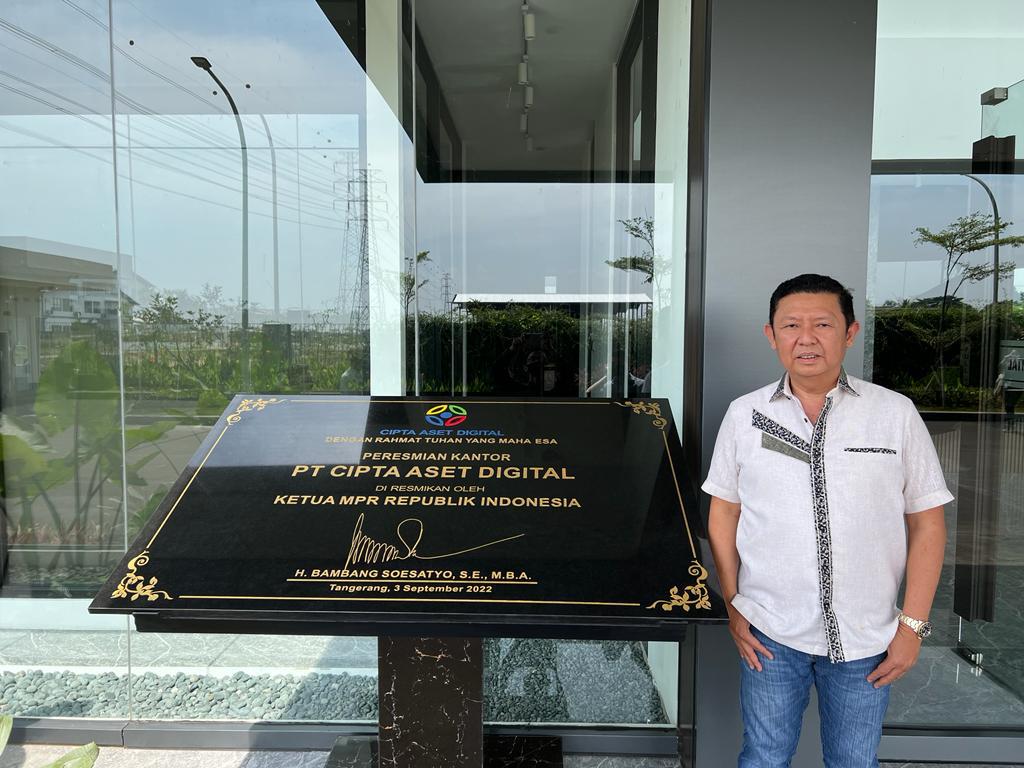 CIPTA ASET DIGITAL
DENGAN RAHMAT TUHAN YANG MAHA ESA
PERESMIAN KANTOR
PT CIPTA ASET DIGITAL
DI RESMIKAN OLEH
KETUA MPR REPUBLIK INDONESIA
H. BAMBANG SOESATYO, S.E., M.B.A.
Tangerang, 3 September 2022